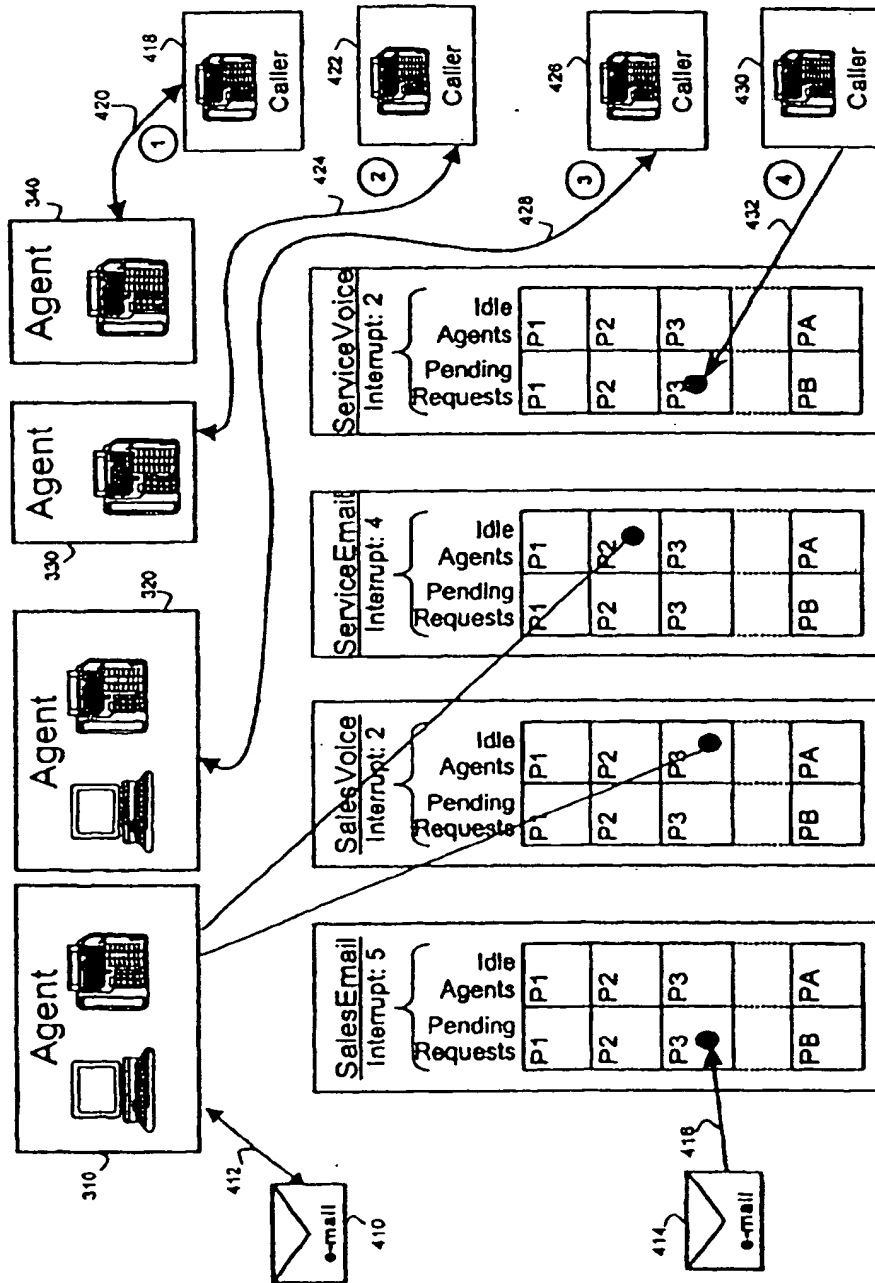 Agent
310
Agent
320
Agent
330
Agent
340
420
1
418
Caller
424
2
422
Caller
428
3
426
Caller
4
430
Caller
432
412
e-mail
410
414
e-mail
416
SalesEmail
Interrupt: 5
Pending Requests
Idle Agents
P1
P1
P2
P2
P3
P3
PB
PA
SalesVoice
Interrupt: 2
Pending Requests
Idle Agents
P1
P1
P2
P2
P3
P3
PB
PA
ServiceEmail
Interrupt: 4
Pending Requests
Idle Agents
P1
P1
P2
P2
P3
P3
PB
PA
ServiceVoice
Interrupt: 2
Pending Requests
Idle Agents
P1
P1
P2
P2
P3
P3
PB
PA